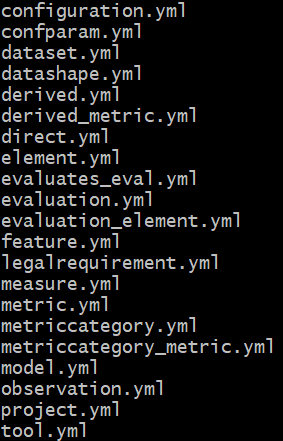 configuration.yml
confparam.yml
dataset.yml
datashape.yml
derived.yml
derived_metric.yml
direct.yml
element.yml
evaluates_eval.yml
evaluation.yml
evaluation_element.yml
feature.yml
legalrequirement.yml
measure.yml
metric.yml
metriccategory.yml
metriccategory_metric.yml
model.yml
observation.yml
project.yml
tool.yml